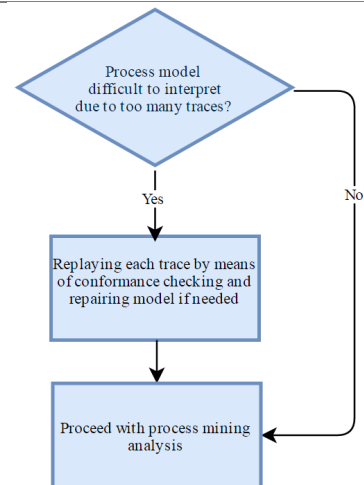 Process model
difficult to interpret
due to too many traces?
Yes
No
Replaying each trace by means
of conformance checking and
repairing model if needed
Proceed with process mining
analysis